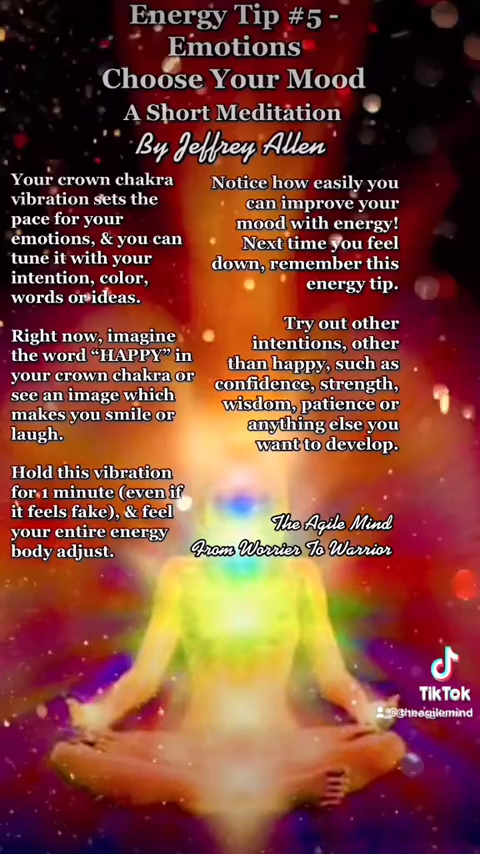 Energy Tip #5 -
Emotions
Choose Your Mood
A Short Meditation
By Jeffrey Allen
Your crown chakra
vibration sets the
pace for your
emotions, & you can
tune it with your
intention, color,
words or ideas.
Right now, imagine
the word “HAPPY” in
your crown chakra or
see an image which
makes you smile or
laugh.
Hold this vibration
for 1 minute (even if
it feels fake), & feel
your entire energy
body adjust.
Notice how easily you
can improve your
mood with energy!
Next time you feel
down, remember this
energy tip.
Try out other
intentions, other
than happy, such as
confidence, strength,
wisdom, patience or
anything else you
want to develop.
The Agile Mind
From Worrier To Warrior
TikTok
@theagilemind